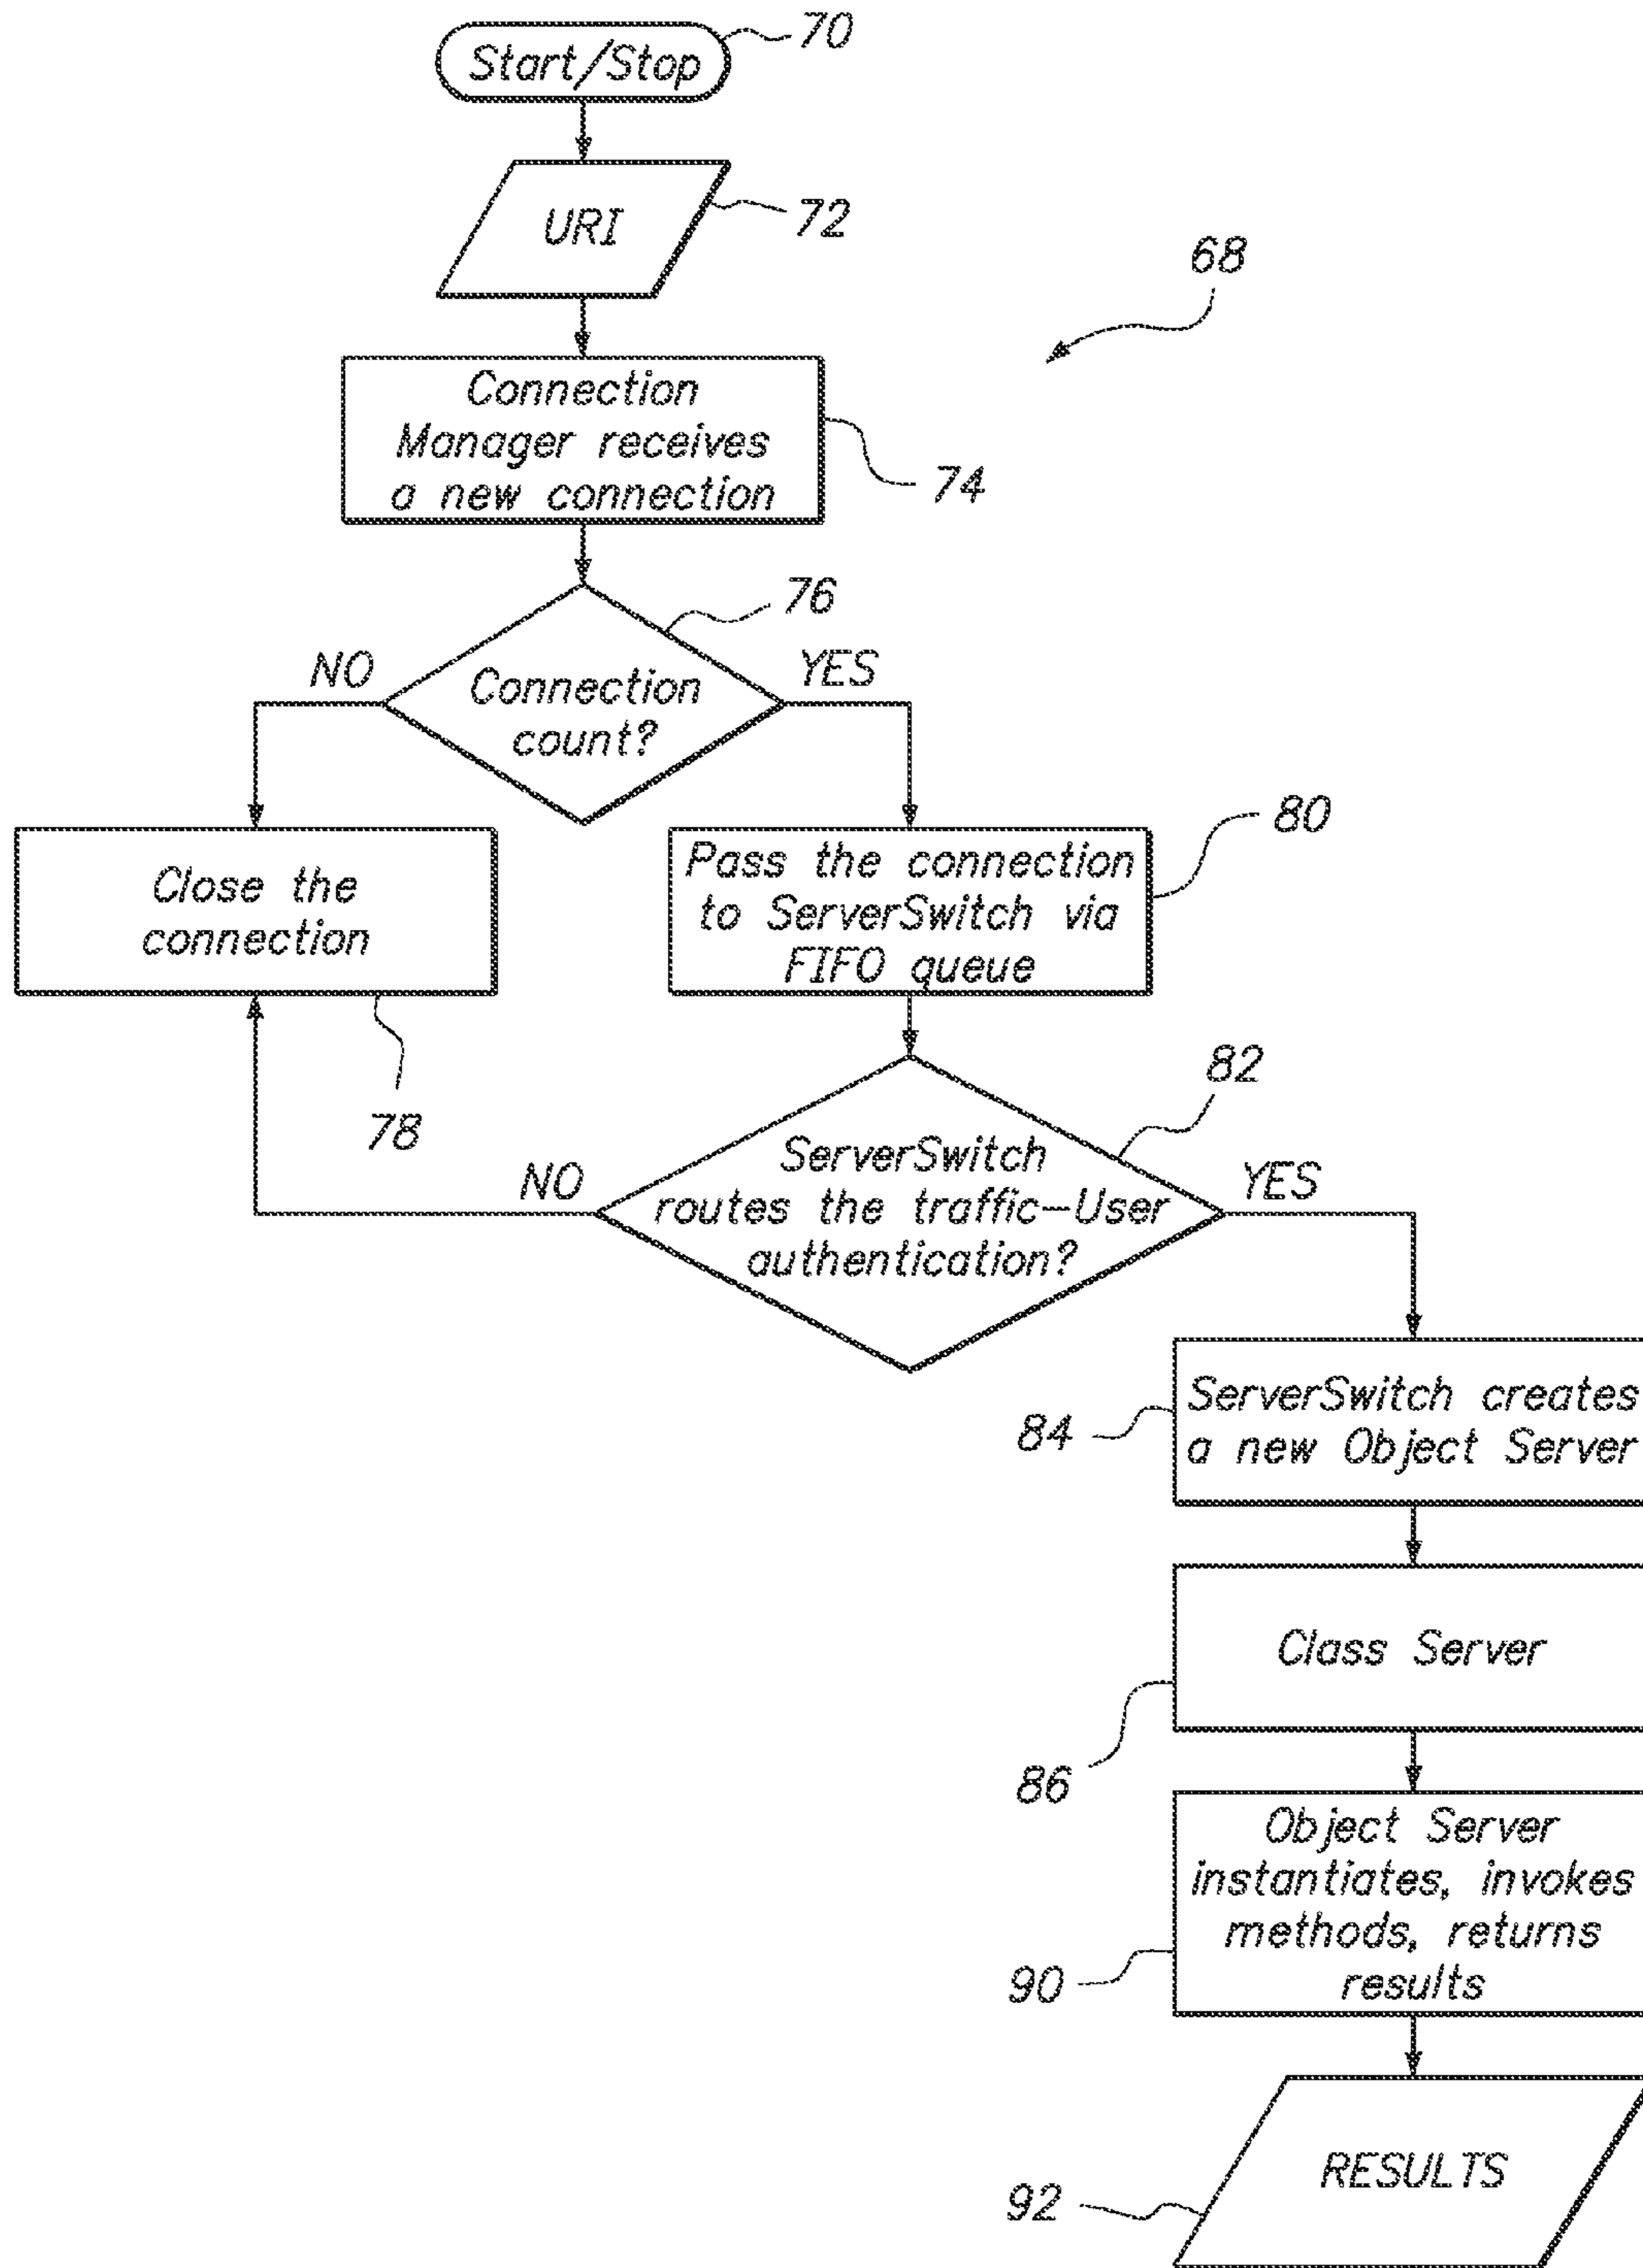 Start/Stop
70
URI
72
68
Connection
Manager receives
a new connection
74
76
NO
YES
Connection
count?
80
Close the
connection
Pass the connection
to ServerSwitch via
FIFO queue
78
82
NO
YES
ServerSwitch
routes the traffic-User
authentication?
ServerSwitch creates
a new Object Server
84
Class Server
86
Object Server
instantiates, invokes
methods, returns
results
90
RESULTS
92